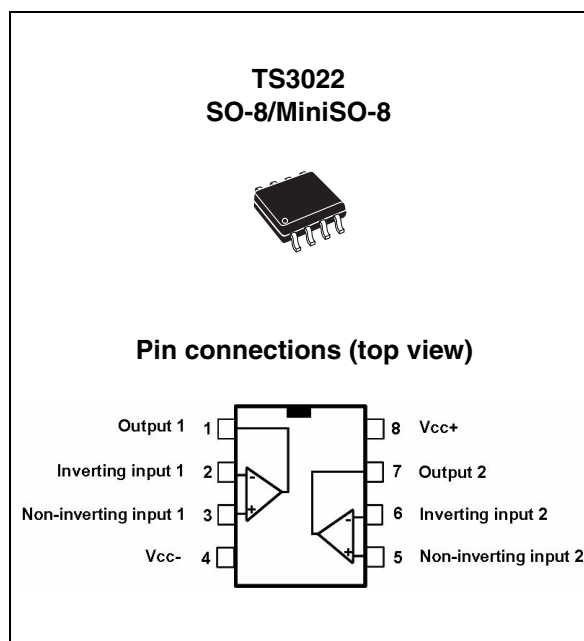 TS3022
SO-8/MiniSO-8
Pin connections (top view)
Output 1 1 8 Vcc+
Inverting input 1 2 - 7 Output 2
Non-inverting input 1 3 + - 6 Inverting input 2
Vcc- 4 + 5 Non-inverting input 2